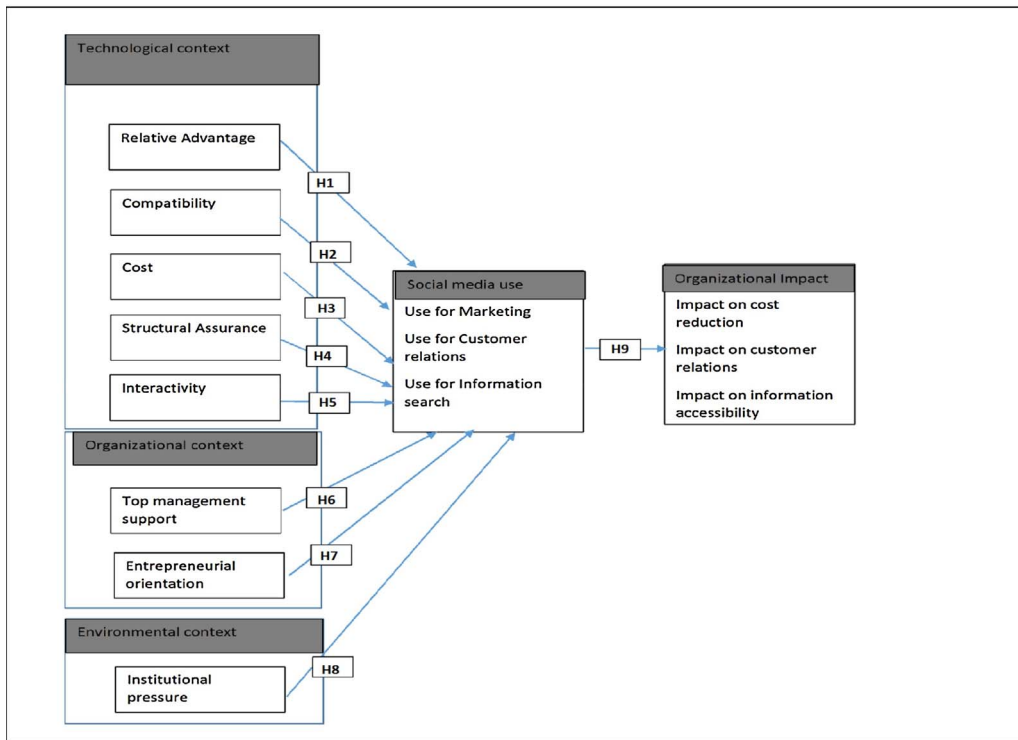 Technological context
Relative Advantage
H1
Compatibility
H2
Cost
H3
Structural Assurance
H4
Interactivity
H5
Social media use
Use for Marketing
Use for Customer
relations
Use for Information
search
H9
Organizational Impact
Impact on cost
reduction
Impact on customer
relations
Impact on information
accessibility
Organizational context
Top management
support
H6
Entrepreneurial
orientation
H7
Environmental context
Institutional
pressure
H8